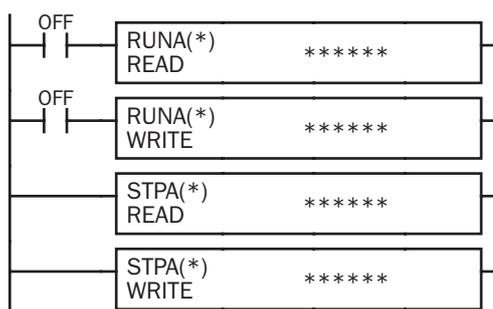 OFF
RUNA(*)
READ ******
OFF
RUNA(*)
WRITE ******
STPA(*)
READ ******
STPA(*)
WRITE ******